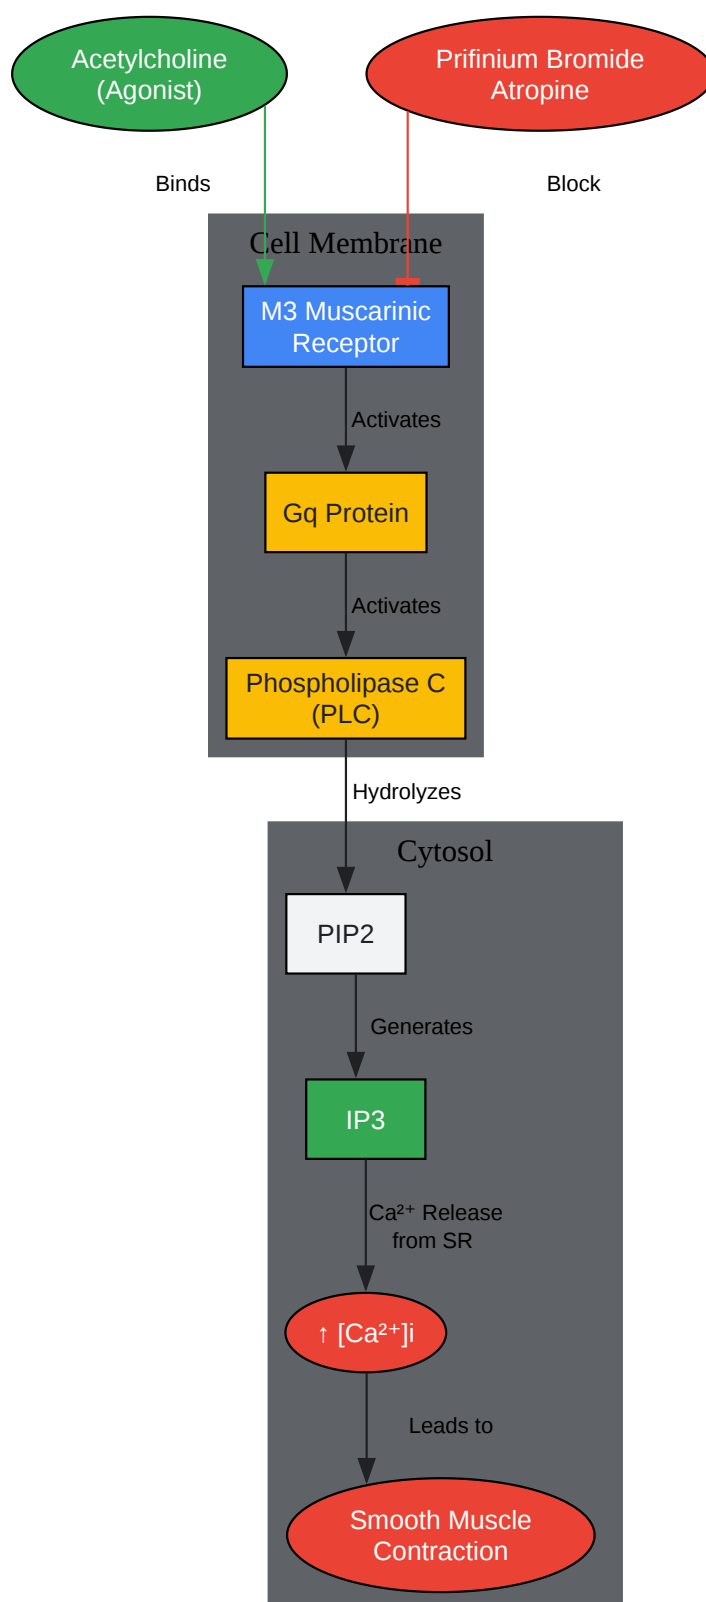 Acetylcholine
(Agonist)
Prifinium Bromide
Atropine
Binds
Block
Cell Membrane
M3 Muscarinic
Receptor
Activates
Gq Protein
Activates
Phospholipase C
(PLC)
Hydrolyzes
Cytosol
PIP2
Generates
IP3
Ca²⁺ Release
from SR
↑ [Ca²⁺]i
Leads to
Smooth Muscle
Contraction